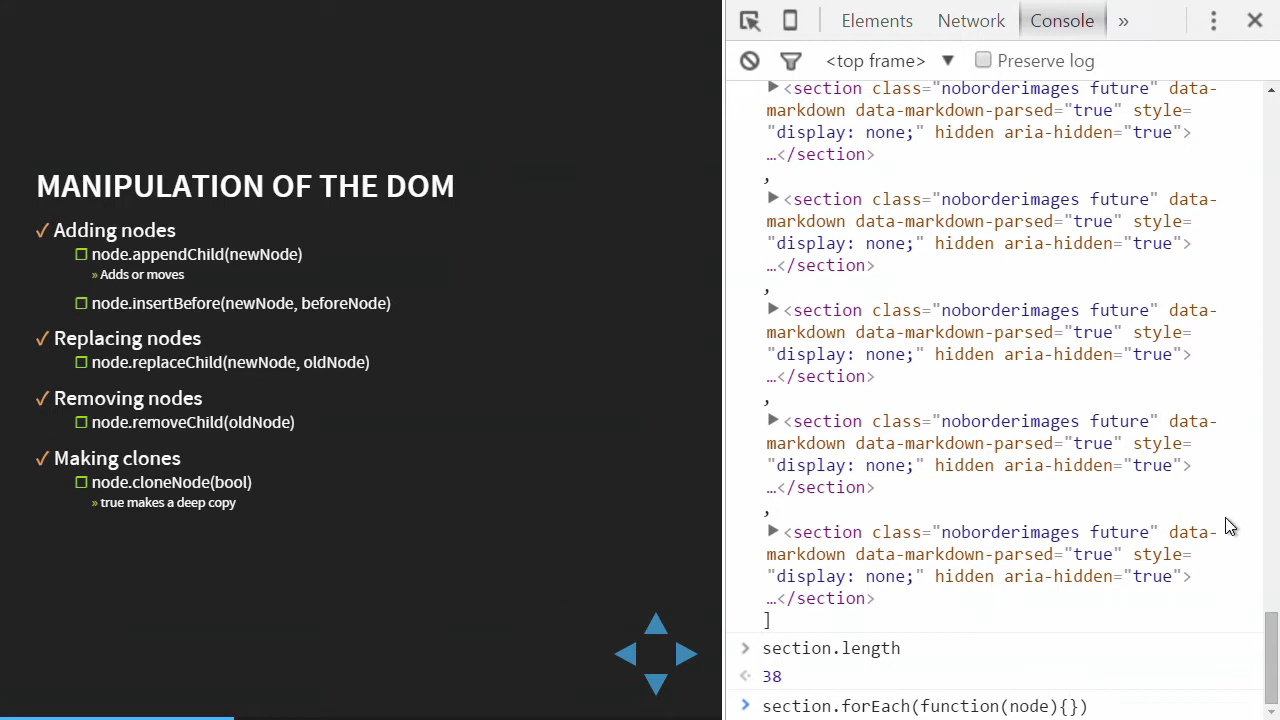 MANIPULATION OF THE DOM
✓ Adding nodes
node.appendChild(newNode)
» Adds or moves
node.insertBefore(newNode, beforeNode)
✓ Replacing nodes
node.replaceChild(newNode, oldNode)
✓ Removing nodes
node.removeChild(oldNode)
✓ Making clones
node.cloneNode(bool)
» true makes a deep copy
Elements Network Console »
<top frame> ▼ Preserve log
▶<section class="noborderimages future" data-
markdown data-markdown-parsed="true" style=
"display: none;" hidden aria-hidden="true">
…</section>
,
▶<section class="noborderimages future" data-
markdown data-markdown-parsed="true" style=
"display: none;" hidden aria-hidden="true">
…</section>
,
▶<section class="noborderimages future" data-
markdown data-markdown-parsed="true" style=
"display: none;" hidden aria-hidden="true">
…</section>
,
▶<section class="noborderimages future" data-
markdown data-markdown-parsed="true" style=
"display: none;" hidden aria-hidden="true">
…</section>
,
▶<section class="noborderimages future" data-
markdown data-markdown-parsed="true" style=
"display: none;" hidden aria-hidden="true">
…</section>
]
> section.length
38
> section.forEach(function(node){})